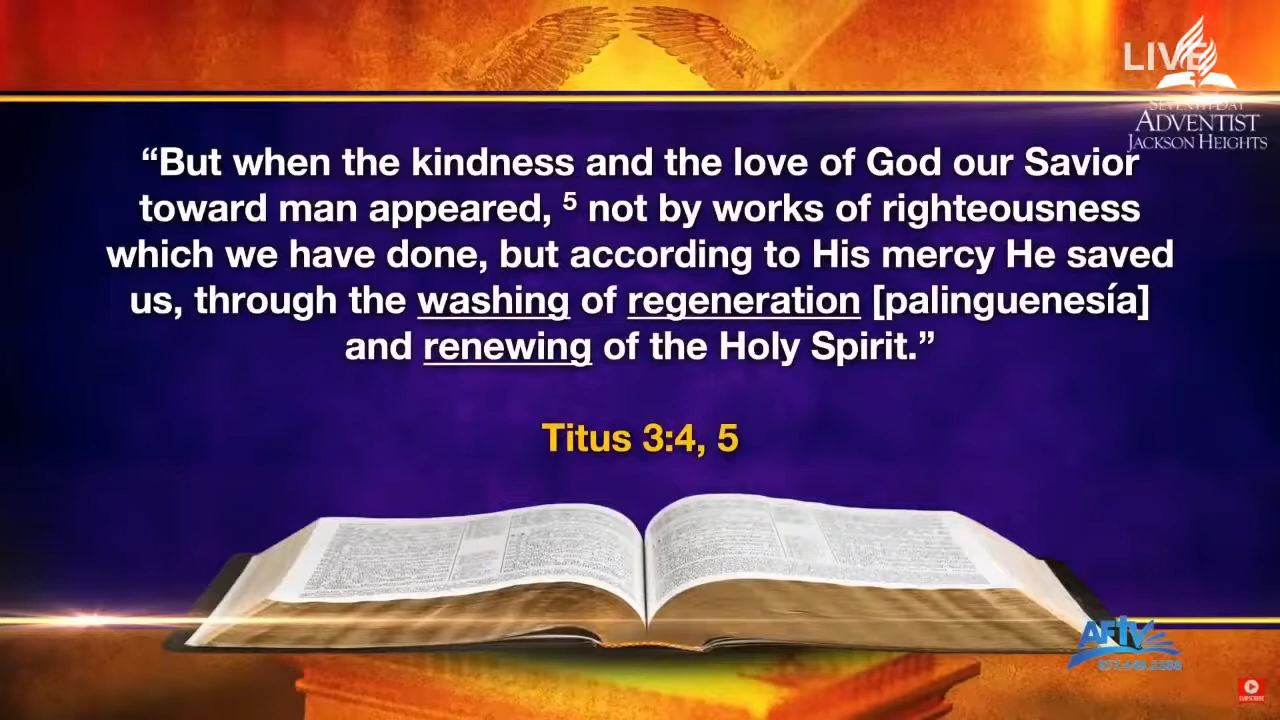 LIVE
SEVENTH-DAY
ADVENTIST
JACKSON HEIGHTS
“But when the kindness and the love of God our Savior
toward man appeared, ⁵ not by works of righteousness
which we have done, but according to His mercy He saved
us, through the washing of regeneration [palinguenesía]
and renewing of the Holy Spirit.”
Titus 3:4, 5
AFTV
SUBSCRIBE